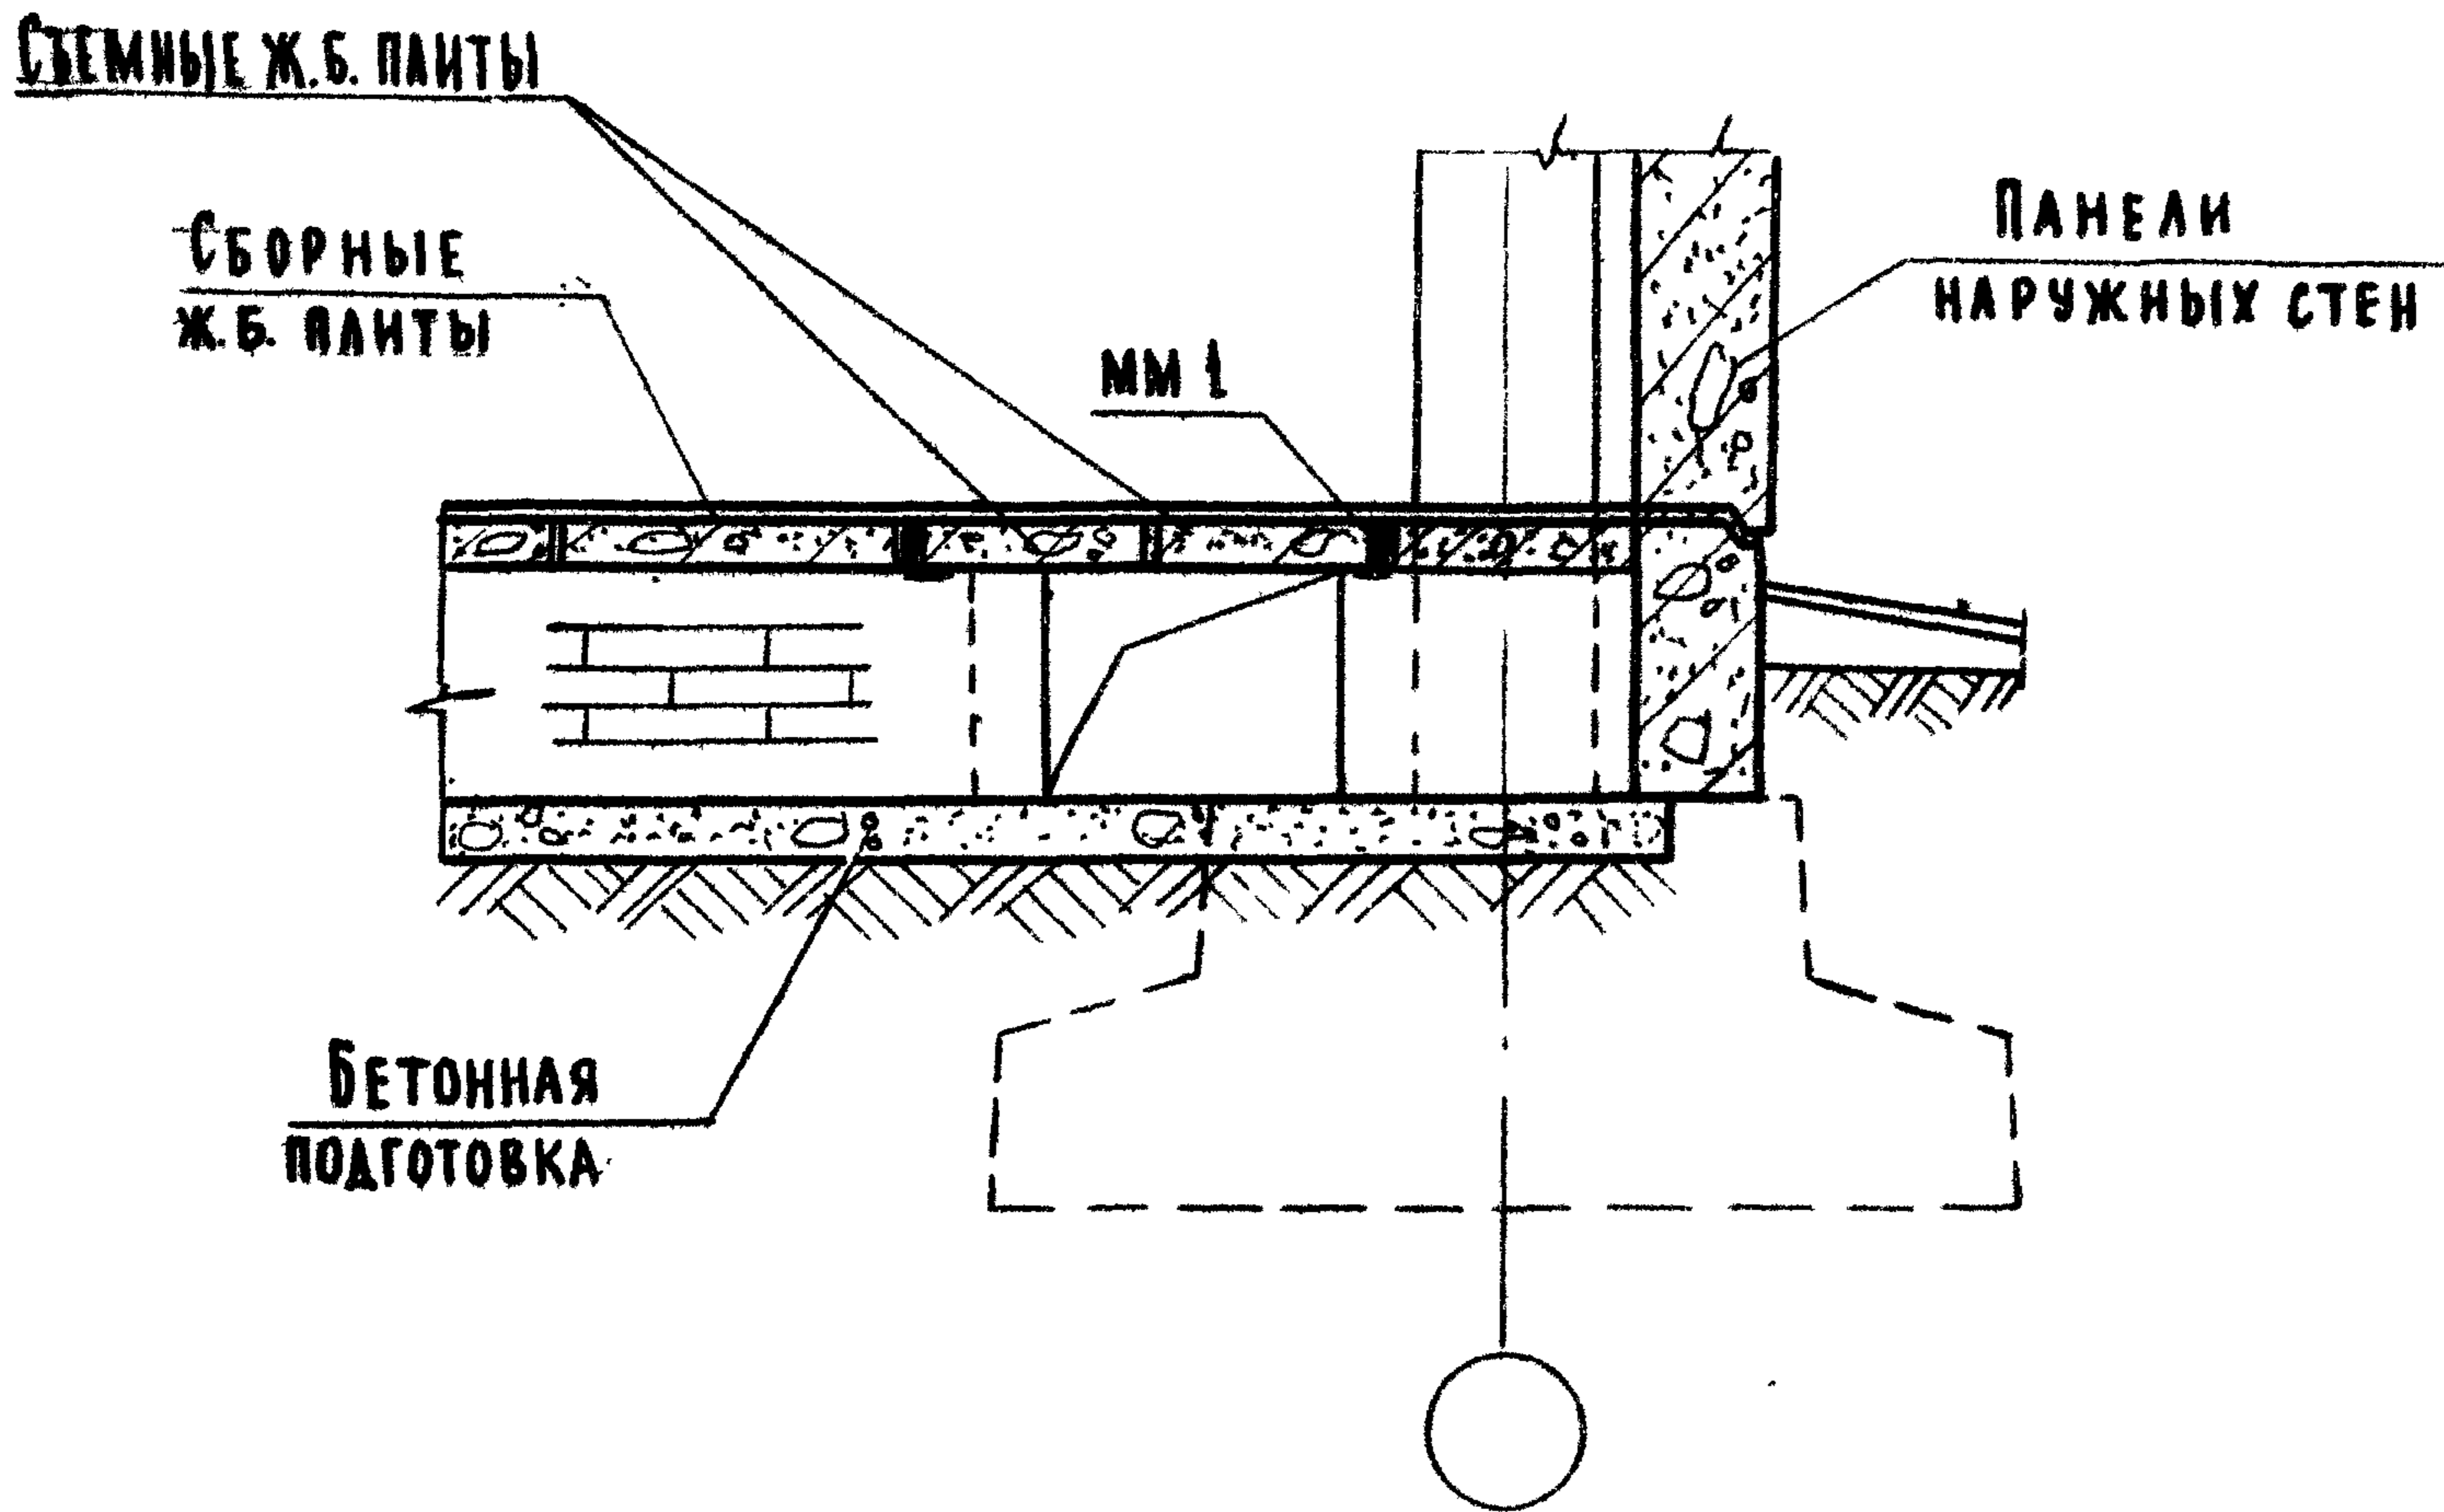 СЪЕМНЫЕ Ж.Б. ПЛИТЫ
СБОРНЫЕ
Ж.Б. ПЛИТЫ
ММ 1
ПАНЕЛИ
НАРУЖНЫХ СТЕН
БЕТОННАЯ
ПОДГОТОВКА